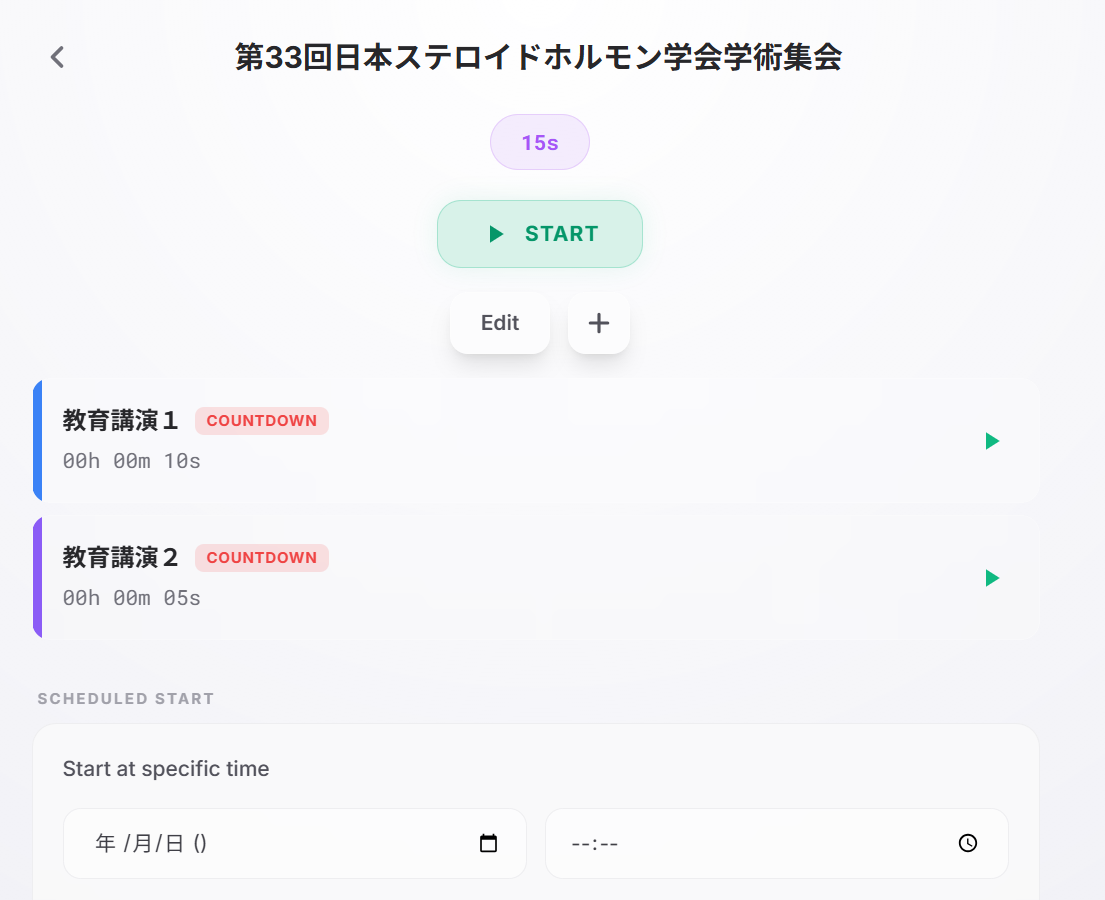 第33回日本ステロイドホルモン学会学術集会
15s
START
Edit
教育講演１ COUNTDOWN
00h 00m 10s
教育講演２ COUNTDOWN
00h 00m 05s
SCHEDULED START
Start at specific time
年 /月/日 () --:--